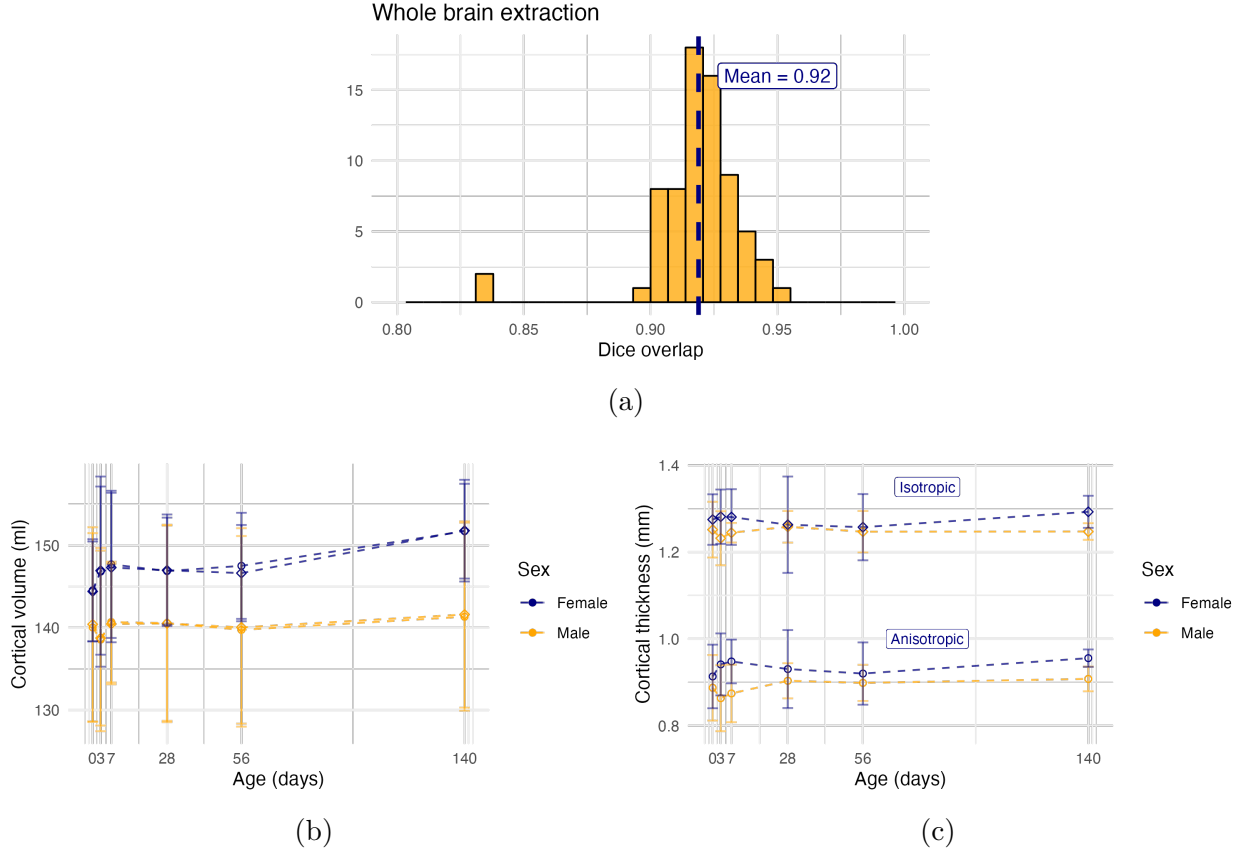 Whole brain extraction
Mean = 0.92
15
10
5
0
0.80 0.85 0.90 0.95 1.00
Dice overlap
(a)
Cortical volume (ml)
150
140
130
0 3 7 28 56 140
Age (days)
Sex
Female
Male
(b)
Cortical thickness (mm)
1.4
1.2
1.0
0.8
Isotropic
Anisotropic
0 3 7 28 56 140
Age (days)
Sex
Female
Male
(c)